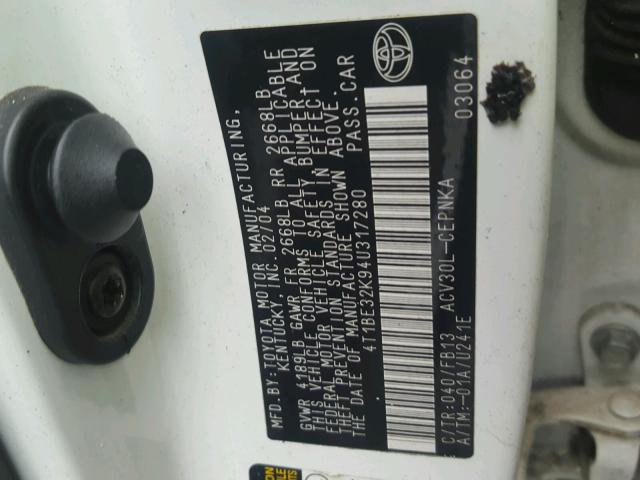 MFD.BY:TOYOTA MOTOR MANUFACTURING,
KENTUCKY, INC. 02/04
GVWR 4189LB GAWR FR 2668LB RR 2668LB
THIS VEHICLE CONFORMS TO ALL APPLICABLE
FEDERAL MOTOR VEHICLE SAFETY, BUMPER AND
THEFT PREVENTION STANDARDS IN EFFECT ON
THE DATE OF MANUFACTURE SHOWN ABOVE.
4T1BE32K94U317280 PASS.CAR
C/TR:040/FB13 ACV30L-CEPNKA
A/TM:-01A/U241E 03064